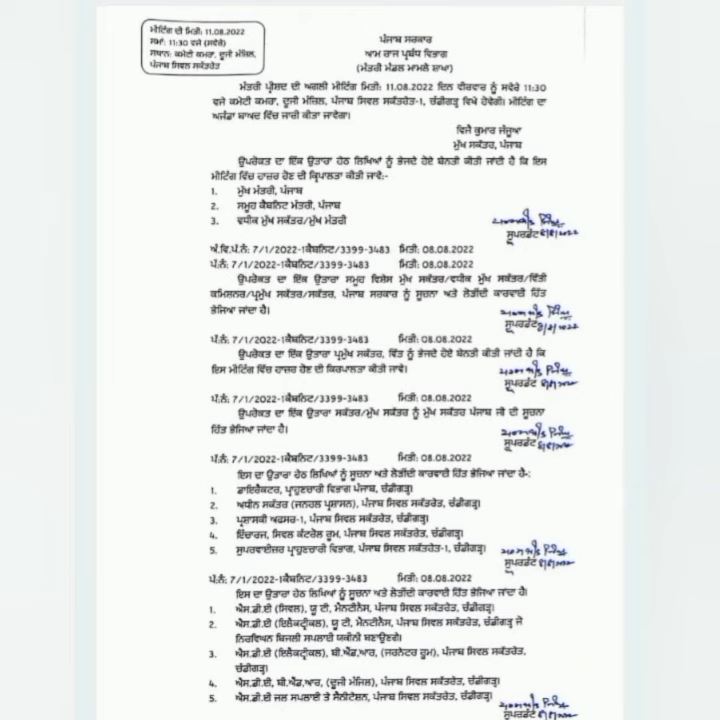 ਮੀਟਿੰਗ ਦੀ ਮਿਤੀ: 11.08.2022
ਸਮਾਂ: 11:30 ਵਜੇ (ਸਵੇਰੇ)
ਸਥਾਨ: ਕਮੇਟੀ ਕਮਰਾ, ਦੂਜੀ ਮੰਜ਼ਿਲ,
ਪੰਜਾਬ ਸਿਵਲ ਸਕੱਤਰੇਤ
ਪੰਜਾਬ ਸਰਕਾਰ
ਆਮ ਰਾਜ ਪ੍ਰਬੰਧ ਵਿਭਾਗ
(ਮੰਤਰੀ ਮੰਡਲ ਮਾਮਲੇ ਸ਼ਾਖਾ)
ਮੰਤਰੀ ਪ੍ਰੀਸ਼ਦ ਦੀ ਅਗਲੀ ਮੀਟਿੰਗ ਮਿਤੀ: 11.08.2022 ਦਿਨ ਵੀਰਵਾਰ ਨੂੰ ਸਵੇਰੇ 11:30
ਵਜੇ ਕਮੇਟੀ ਕਮਰਾ, ਦੂਜੀ ਮੰਜ਼ਿਲ, ਪੰਜਾਬ ਸਿਵਲ ਸਕੱਤਰੇਤ-1, ਚੰਡੀਗੜ੍ਹ ਵਿਖੇ ਹੋਵੇਗੀ। ਮੀਟਿੰਗ ਦਾ
ਅਜੰਡਾ ਬਾਅਦ ਵਿੱਚ ਜਾਰੀ ਕੀਤਾ ਜਾਵੇਗਾ।
ਵਿਜੈ ਕੁਮਾਰ ਜੰਜੂਆ
ਮੁੱਖ ਸਕੱਤਰ, ਪੰਜਾਬ
ਉਪਰੋਕਤ ਦਾ ਇੱਕ ਉਤਾਰਾ ਹੇਠ ਲਿਖਿਆਂ ਨੂੰ ਭੇਜਦੇ ਹੋਏ ਬੇਨਤੀ ਕੀਤੀ ਜਾਂਦੀ ਹੈ ਕਿ ਇਸ
ਮੀਟਿੰਗ ਵਿੱਚ ਹਾਜ਼ਰ ਹੋਣ ਦੀ ਕ੍ਰਿਪਾਲਤਾ ਕੀਤੀ ਜਾਵੇ:-
1. ਮੁੱਖ ਮੰਤਰੀ, ਪੰਜਾਬ
2. ਸਮੂਹ ਕੈਬਨਿਟ ਮੰਤਰੀ, ਪੰਜਾਬ
3. ਵਧੀਕ ਮੁੱਖ ਸਕੱਤਰ/ਮੁੱਖ ਮੰਤਰੀ
ਸੁਪਰਡੰਟ
ਅੰ.ਵਿ.ਪੰ.ਨੰ: 7/1/2022-1ਕੈਬਨਿਟ/3399-3483 ਮਿਤੀ: 08.08.2022
ਪੰ.ਨੰ: 7/1/2022-1ਕੈਬਨਿਟ/3399-3483 ਮਿਤੀ: 08.08.2022
ਉਪਰੋਕਤ ਦਾ ਇੱਕ ਉਤਾਰਾ ਸਮੂਹ ਵਿਸ਼ੇਸ ਮੁੱਖ ਸਕੱਤਰ/ਵਧੀਕ ਮੁੱਖ ਸਕੱਤਰ/ਵਿੱਤੀ
ਕਮਿਸ਼ਨਰ/ਪ੍ਰਮੁੱਖ ਸਕੱਤਰ/ਸਕੱਤਰ, ਪੰਜਾਬ ਸਰਕਾਰ ਨੂੰ ਸੂਚਨਾ ਅਤੇ ਲੋੜੀਂਦੀ ਕਾਰਵਾਈ ਹਿੱਤ
ਭੇਜਿਆ ਜਾਂਦਾ ਹੈ।
ਸੁਪਰਡੰਟ
ਪੰ.ਨੰ: 7/1/2022-1ਕੈਬਨਿਟ/3399-3483 ਮਿਤੀ: 08.08.2022
ਉਪਰੋਕਤ ਦਾ ਇੱਕ ਉਤਾਰਾ ਪ੍ਰਮੁੱਖ ਸਕੱਤਰ, ਵਿੱਤ ਨੂੰ ਭੇਜਦੇ ਹੋਏ ਬੇਨਤੀ ਕੀਤੀ ਜਾਂਦੀ ਹੈ ਕਿ
ਇਸ ਮੀਟਿੰਗ ਵਿੱਚ ਹਾਜ਼ਰ ਹੋਣ ਦੀ ਕਿਰਪਾਲਤਾ ਕੀਤੀ ਜਾਵੇ।
ਸੁਪਰਡੰਟ
ਪੰ.ਨੰ: 7/1/2022-1ਕੈਬਨਿਟ/3399-3483 ਮਿਤੀ: 08.08.2022
ਉਪਰੋਕਤ ਦਾ ਇੱਕ ਉਤਾਰਾ ਸਕੱਤਰ/ਮੁੱਖ ਸਕੱਤਰ ਨੂੰ ਮੁੱਖ ਸਕੱਤਰ ਪੰਜਾਬ ਜੀ ਦੀ ਸੂਚਨਾ
ਹਿੱਤ ਭੇਜਿਆ ਜਾਂਦਾ ਹੈ।
ਸੁਪਰਡੰਟ
ਪੰ.ਨੰ: 7/1/2022-1ਕੈਬਨਿਟ/3399-3483 ਮਿਤੀ: 08.08.2022
ਇਸ ਦਾ ਉਤਾਰਾ ਹੇਠ ਲਿਖਿਆਂ ਨੂੰ ਸੂਚਨਾ ਅਤੇ ਲੋੜੀਂਦੀ ਕਾਰਵਾਈ ਹਿੱਤ ਭੇਜਿਆ ਜਾਂਦਾ ਹੈ-:
1. ਡਾਇਰੈਕਟਰ, ਪ੍ਰਾਹੁਣਚਾਰੀ ਵਿਭਾਗ ਪੰਜਾਬ, ਚੰਡੀਗੜ੍ਹ।
2. ਅਧੀਨ ਸਕੱਤਰ (ਜਨਰਲ ਪ੍ਰਸ਼ਾਸਨ), ਪੰਜਾਬ ਸਿਵਲ ਸਕੱਤਰੇਤ, ਚੰਡੀਗੜ੍ਹ।
3. ਪ੍ਰਸ਼ਾਸਕੀ ਅਫਸਰ-1, ਪੰਜਾਬ ਸਿਵਲ ਸਕੱਤਰੇਤ, ਚੰਡੀਗੜ੍ਹ।
4. ਇੰਚਾਰਜ, ਸਿਵਲ ਕੰਟਰੋਲ ਰੂਮ, ਪੰਜਾਬ ਸਿਵਲ ਸਕੱਤਰੇਤ, ਚੰਡੀਗੜ੍ਹ।
5. ਸੁਪਰਵਾਈਜ਼ਰ ਪ੍ਰਾਹੁਣਚਾਰੀ ਵਿਭਾਗ, ਪੰਜਾਬ ਸਿਵਲ ਸਕੱਤਰੇਤ-1, ਚੰਡੀਗੜ੍ਹ।
ਸੁਪਰਡੰਟ
ਪੰ.ਨੰ: 7/1/2022-1ਕੈਬਨਿਟ/3399-3483 ਮਿਤੀ: 08.08.2022
ਇਸ ਦਾ ਉਤਾਰਾ ਹੇਠ ਲਿਖਿਆਂ ਨੂੰ ਸੂਚਨਾ ਅਤੇ ਲੋੜੀਂਦੀ ਕਾਰਵਾਈ ਹਿੱਤ ਭੇਜਿਆ ਜਾਂਦਾ ਹੈ।
1. ਐਸ.ਡੀ.ਈ (ਸਿਵਲ), ਯੂ ਟੀ, ਮੈਨਟੀਨੈਂਸ, ਪੰਜਾਬ ਸਿਵਲ ਸਕੱਤਰੇਤ, ਚੰਡੀਗੜ੍ਹ।
2. ਐਸ.ਡੀ.ਈ (ਇਲੈਕਟ੍ਰੀਕਲ), ਯੂ ਟੀ, ਮੈਨਟੀਨੈਂਸ, ਪੰਜਾਬ ਸਿਵਲ ਸਕੱਤਰੇਤ, ਚੰਡੀਗੜ੍ਹ ਜੋ
ਨਿਰਵਿਘਨ ਬਿਜਲੀ ਸਪਲਾਈ ਯਕੀਨੀ ਬਣਾਉਣਗੇ।
3. ਐਸ.ਡੀ.ਈ (ਇਲੈਕਟ੍ਰੀਕਲ), ਬੀ.ਐਂਡ.ਆਰ, (ਜਰਨੇਟਰ ਰੂਮ), ਪੰਜਾਬ ਸਿਵਲ ਸਕੱਤਰੇਤ,
ਚੰਡੀਗੜ੍ਹ।
4. ਐਸ.ਡੀ.ਈ, ਬੀ.ਐਂਡ.ਆਰ, (ਦੂਜੀ ਮੰਜ਼ਿਲ), ਪੰਜਾਬ ਸਿਵਲ ਸਕੱਤਰੇਤ, ਚੰਡੀਗੜ੍ਹ।
5. ਐਸ.ਡੀ.ਈ ਜਲ ਸਪਲਾਈ ਤੇ ਸੈਨੀਟੇਸ਼ਨ, ਪੰਜਾਬ ਸਿਵਲ ਸਕੱਤਰੇਤ, ਚੰਡੀਗੜ੍ਹ।
ਸੁਪਰਡੰਟ